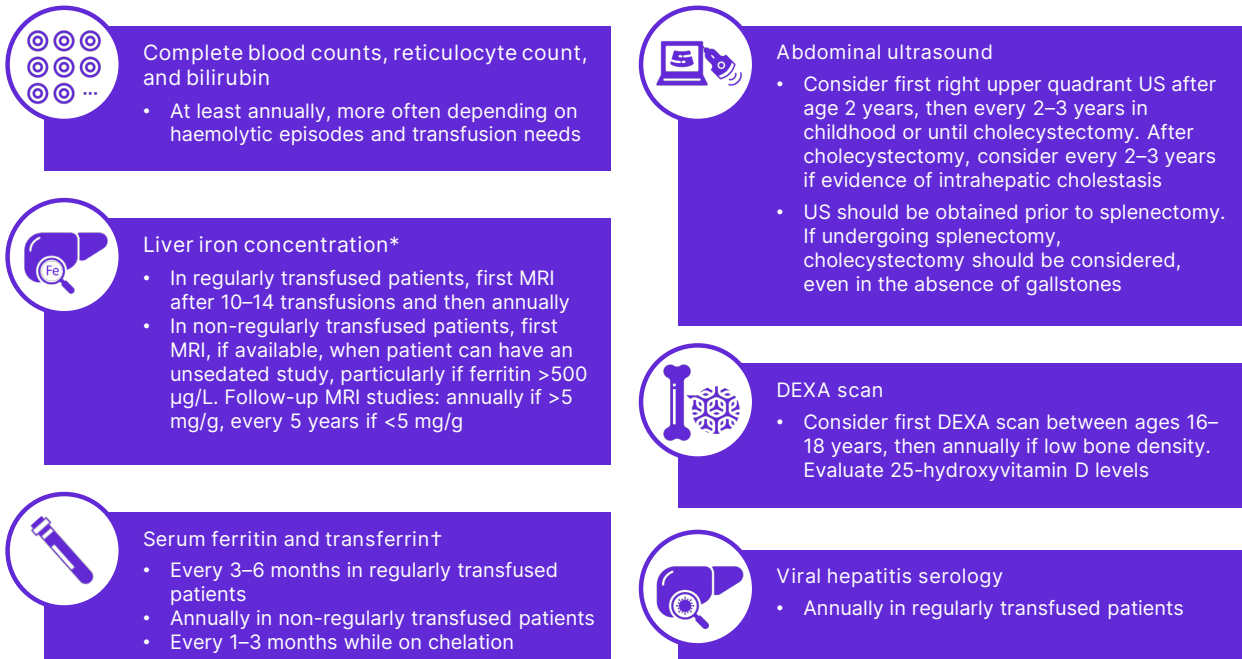 Complete blood counts, reticulocyte count,
and bilirubin
• At least annually, more often depending on
haemolytic episodes and transfusion needs
Liver iron concentration*
Fe
• In regularly transfused patients, first MRI
after 10–14 transfusions and then annually
• In non-regularly transfused patients, first
MRI, if available, when patient can have an
unsedated study, particularly if ferritin >500
µg/L. Follow-up MRI studies: annually if >5
mg/g, every 5 years if <5 mg/g
Serum ferritin and transferrin†
• Every 3–6 months in regularly transfused
patients
• Annually in non-regularly transfused patients
• Every 1–3 months while on chelation
Abdominal ultrasound
• Consider first right upper quadrant US after
age 2 years, then every 2–3 years in
childhood or until cholecystectomy. After
cholecystectomy, consider every 2–3 years
if evidence of intrahepatic cholestasis
• US should be obtained prior to splenectomy.
If undergoing splenectomy,
cholecystectomy should be considered,
even in the absence of gallstones
DEXA scan
• Consider first DEXA scan between ages 16–
18 years, then annually if low bone density.
Evaluate 25-hydroxyvitamin D levels
Viral hepatitis serology
• Annually in regularly transfused patients